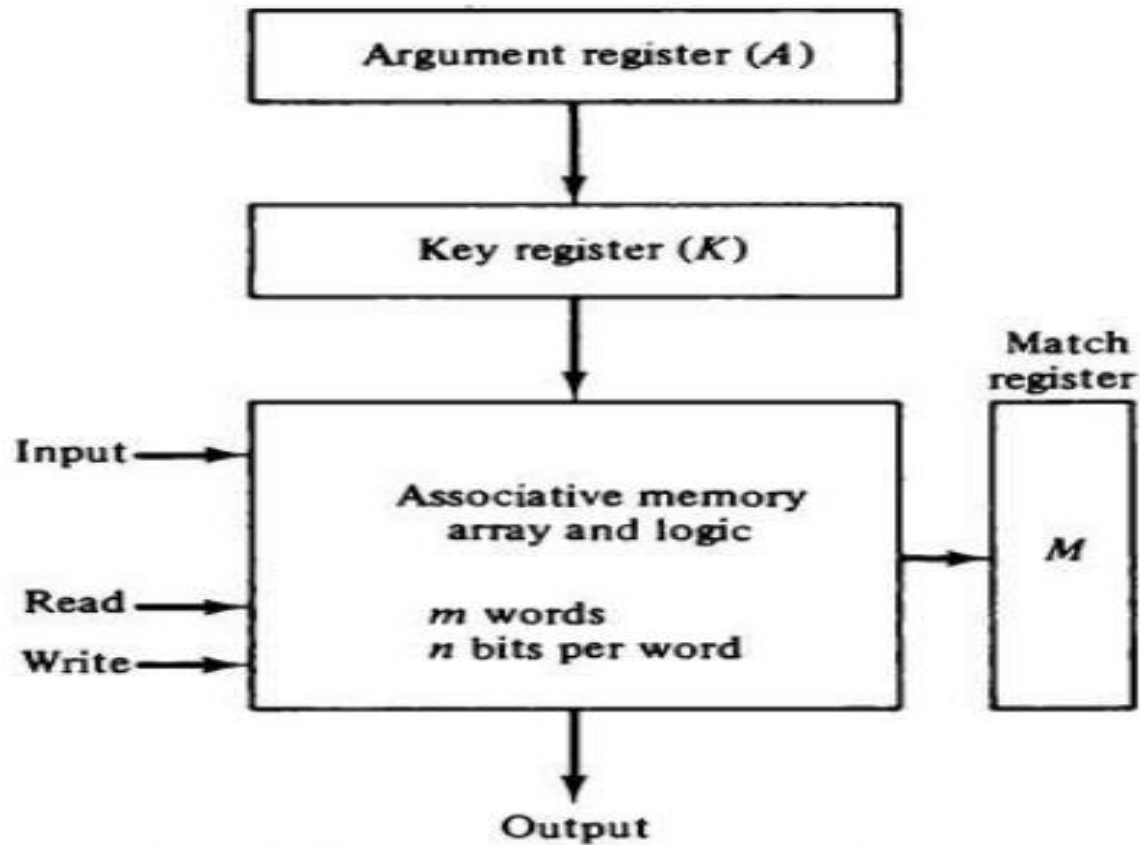 Argument register (A)
Key register (K)
Match
register
Input
Associative memory
array and logic
M
Read
m words
Write
n bits per word
Output